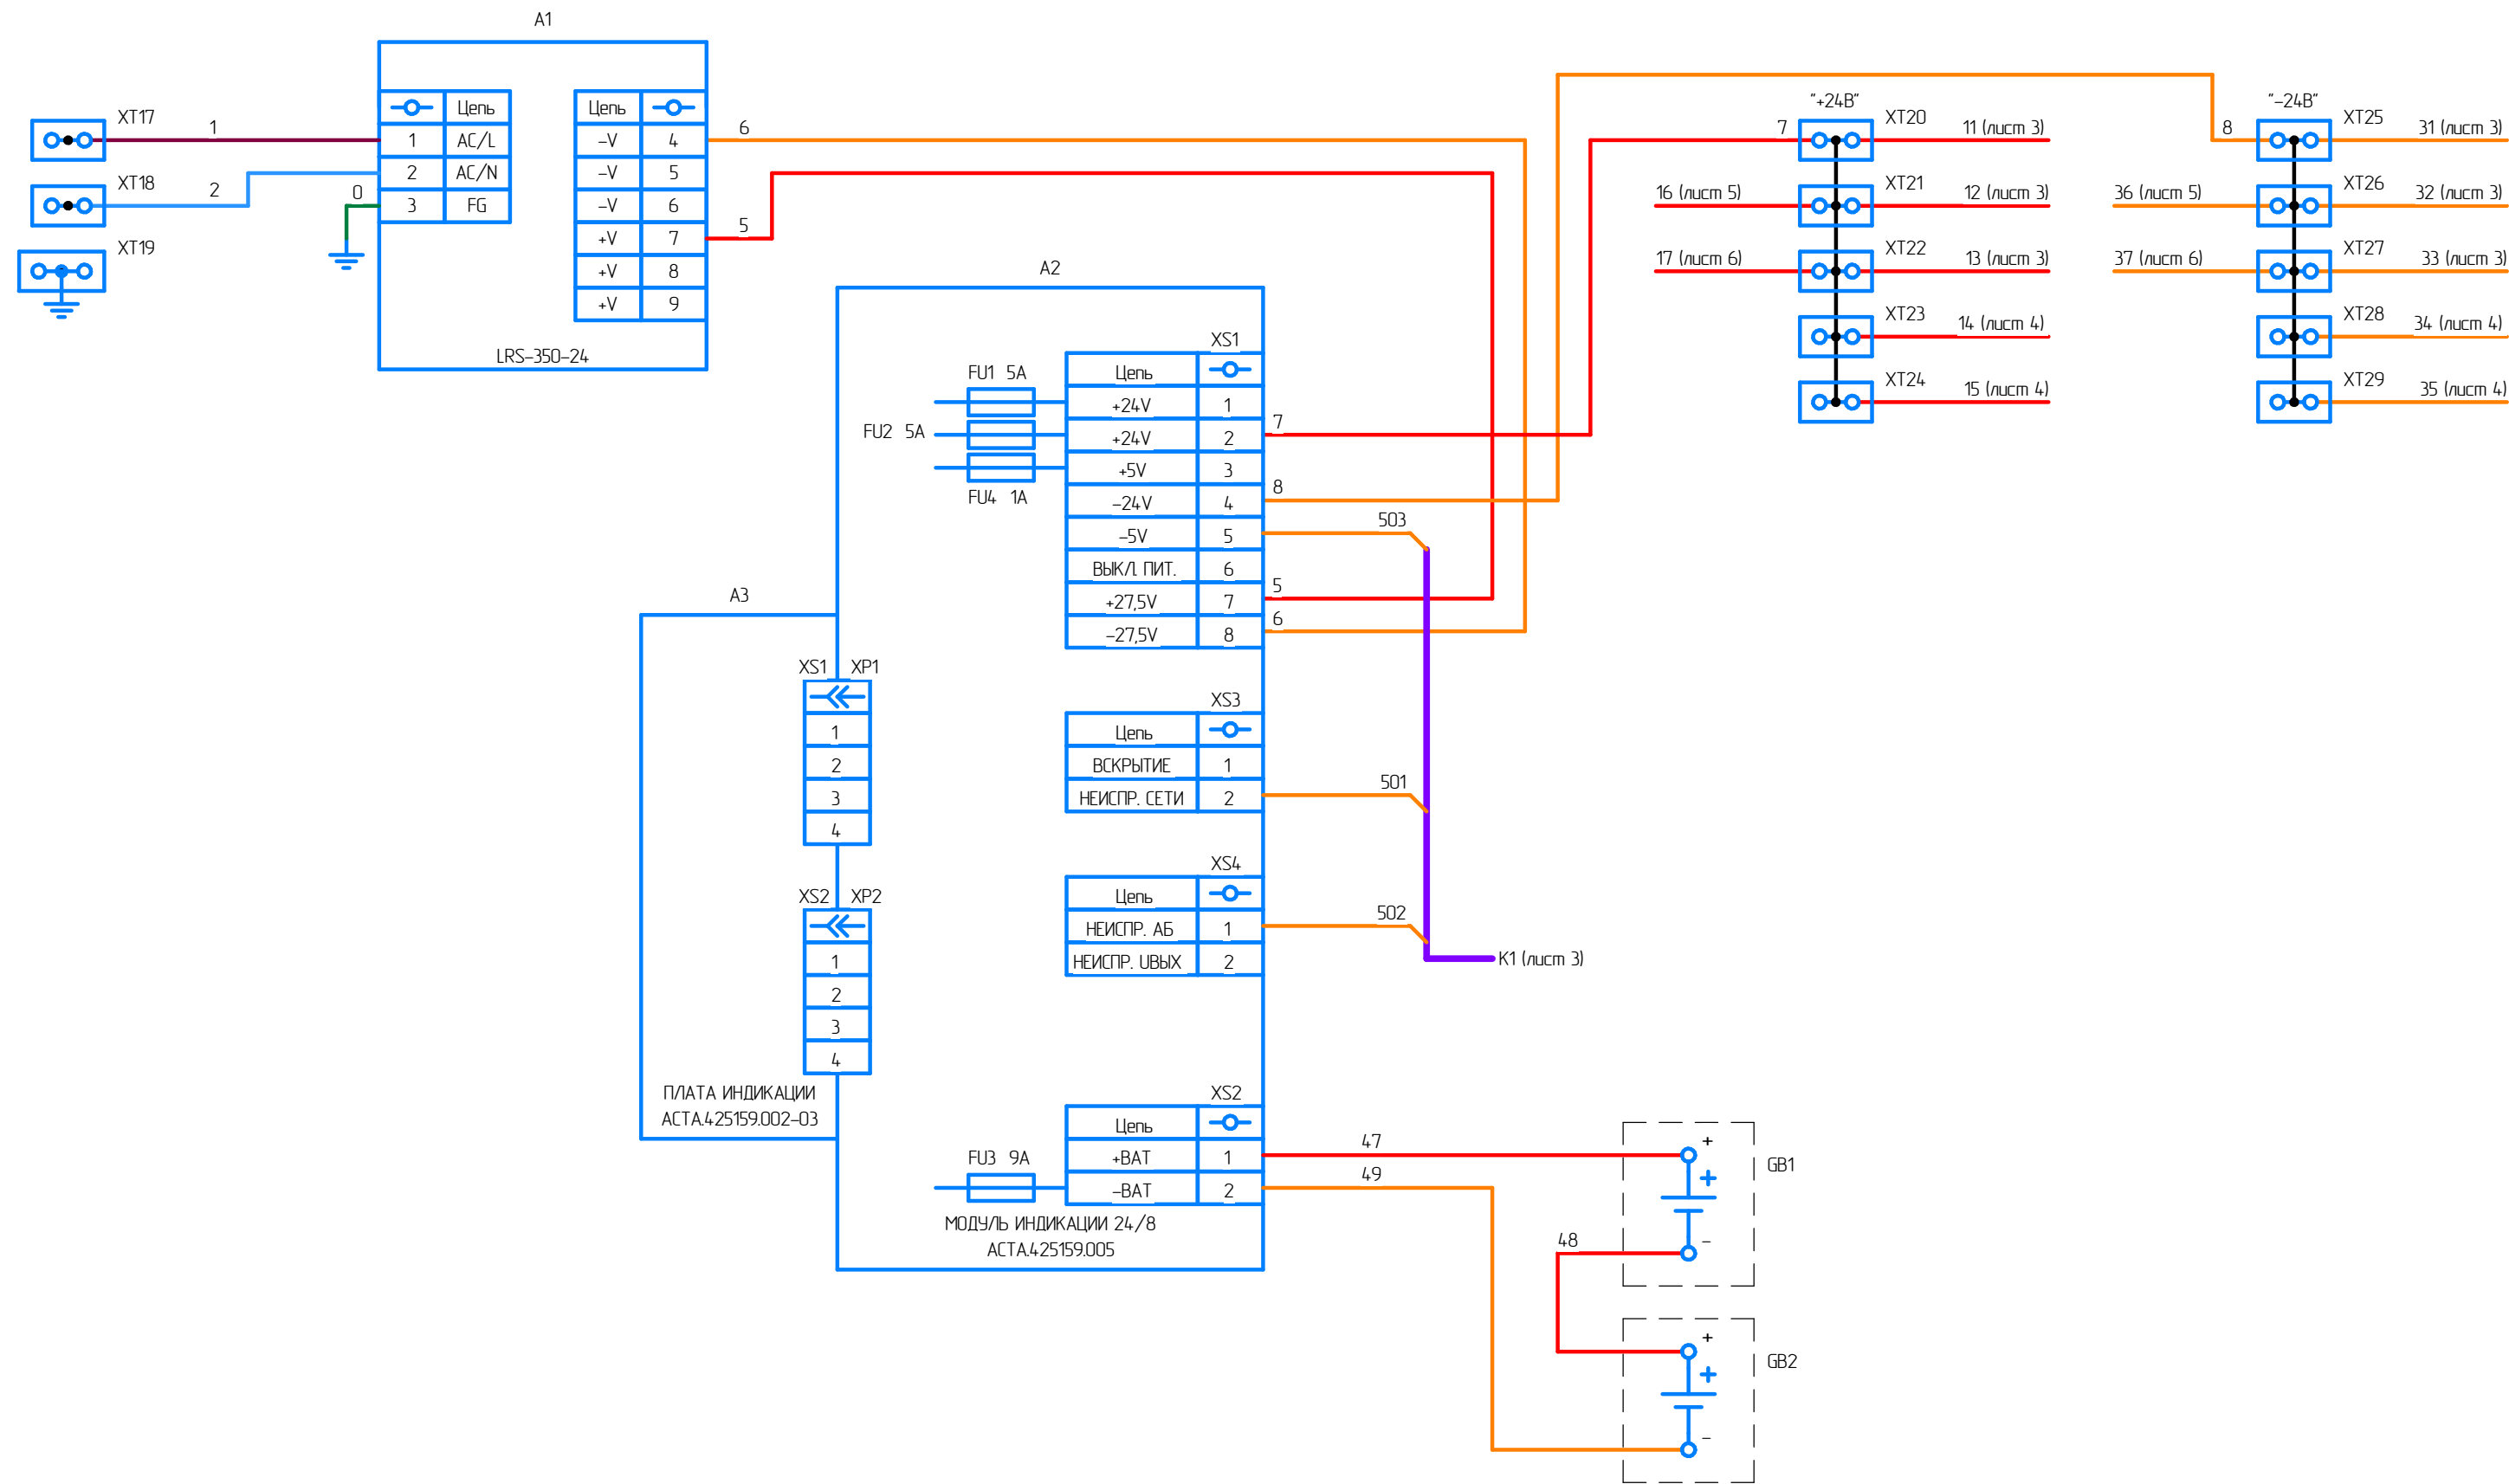 A1
XT17
1
Цепь
1 AC/L
2 AC/N
3 FG
Цепь
-V 4
-V 5
-V 6
+V 7
+V 8
+V 9
LRS-350-24
XT18
2
0
XT19
6
5
"+24В"
7
XT20
11 (лист 3)
16 (лист 5)
XT21
12 (лист 3)
17 (лист 6)
XT22
13 (лист 3)
XT23
14 (лист 4)
XT24
15 (лист 4)
"-24В"
8
XT25
31 (лист 3)
36 (лист 5)
XT26
32 (лист 3)
37 (лист 6)
XT27
33 (лист 3)
XT28
34 (лист 4)
XT29
35 (лист 4)
A2
XS1
Цепь
FU1 5A
+24V 1
FU2 5A
+24V 2
7
+5V 3
FU4 1A
-24V 4
8
-5V 5
503
ВЫКЛ ПИТ. 6
+27,5V 7
5
-27,5V 8
6
A3
XS1 XP1
1
2
3
4
XS2 XP2
1
2
3
4
ПЛАТА ИНДИКАЦИИ
АСТА.425159.002-03
XS3
Цепь
ВСКРЫТИЕ 1
НЕИСПР. СЕТИ 2
501
XS4
Цепь
НЕИСПР. АБ 1
502
НЕИСПР. UВЫХ 2
К1 (лист 3)
XS2
Цепь
FU3 9A
+BAT 1
47
-BAT 2
49
МОДУЛЬ ИНДИКАЦИИ 24/8
АСТА.425159.005
+
+
GB1
-
48
+
+
GB2
-